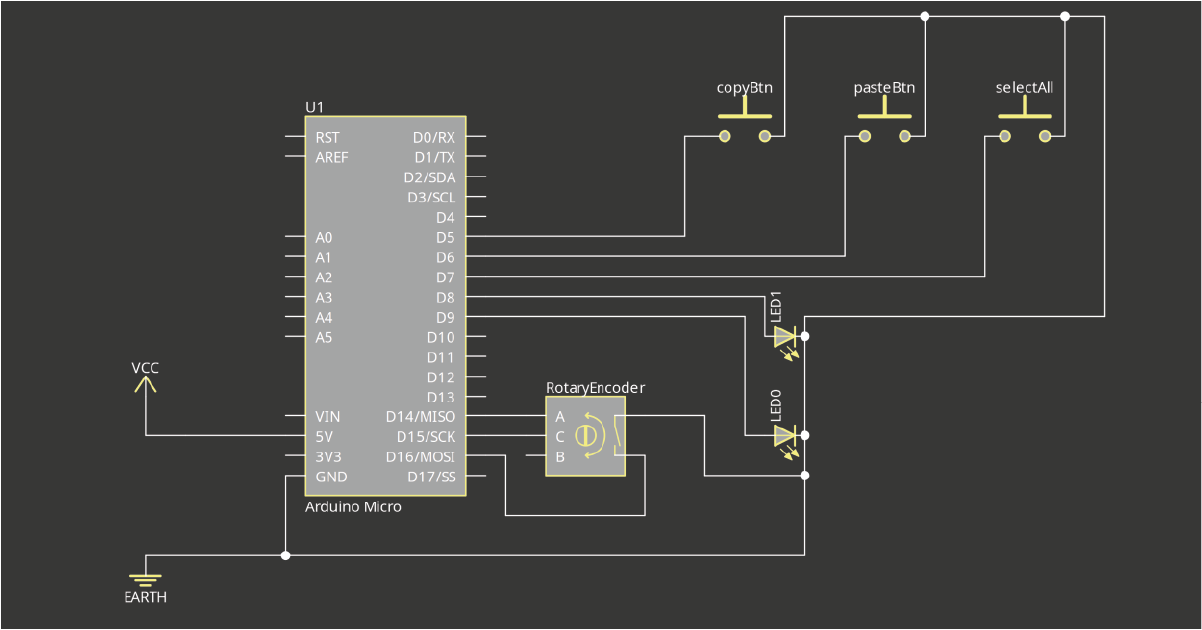 copyBtn
pasteBtn
selectAll
U1
RST
D0/RX
AREF
D1/TX
D2/SDA
D3/SCL
D4
A0
D5
A1
D6
A2
D7
A3
D8
A4
D9
A5
D10
D11
D12
D13
LED1
VCC
RotaryEncoder
LED0
VIN
D14/MISO
A
5V
D15/SCK
C
3V3
D16/MOSI
B
GND
D17/SS
Arduino Micro
EARTH